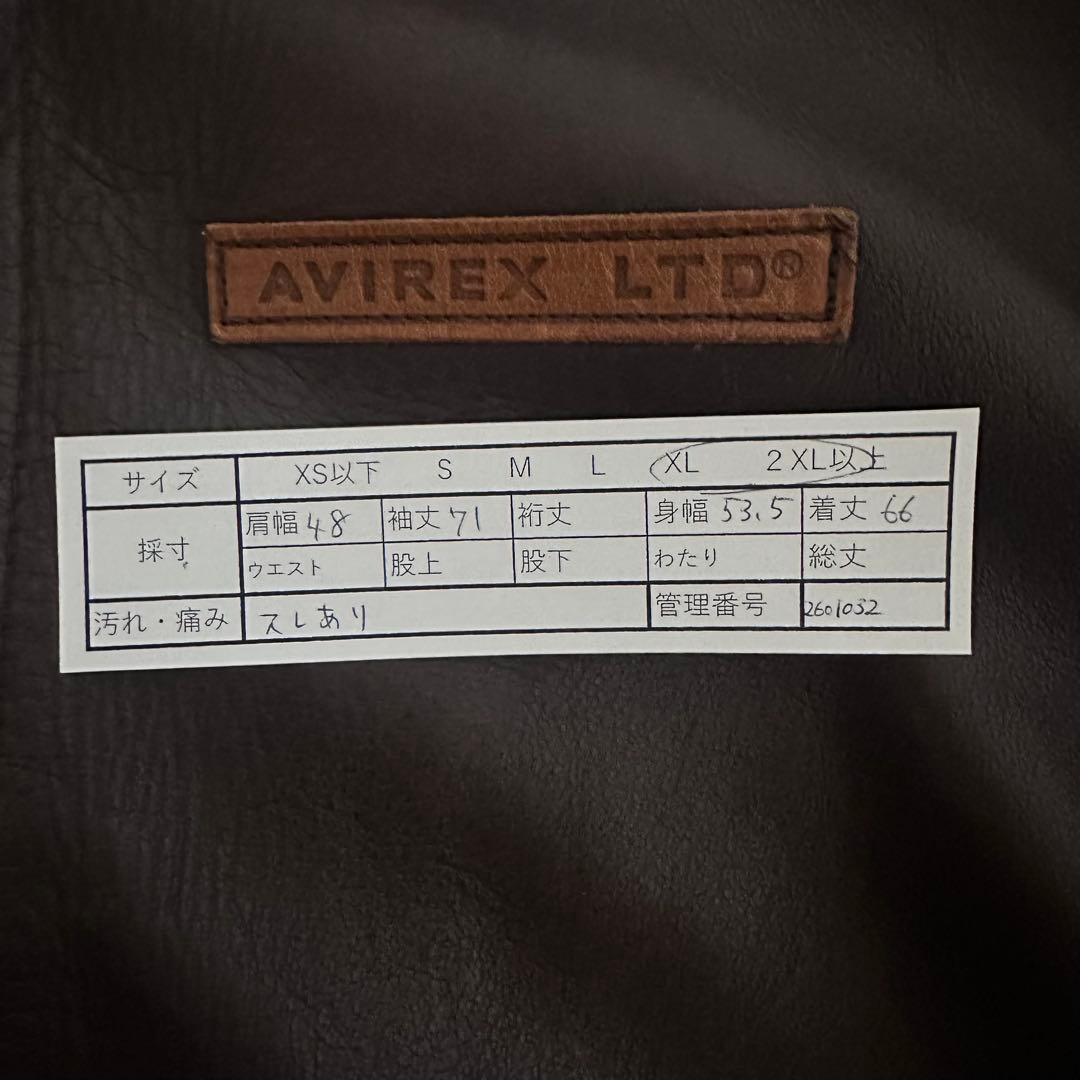 AVIREX LTD®
サイズ XS以下 S M L XL 2XL以上
採寸 肩幅 48 袖丈 71 裄丈 身幅 53.5 着丈 66
ウエスト 股上 股下 わたり 総丈
汚れ・痛み スレあり 管理番号 2601032